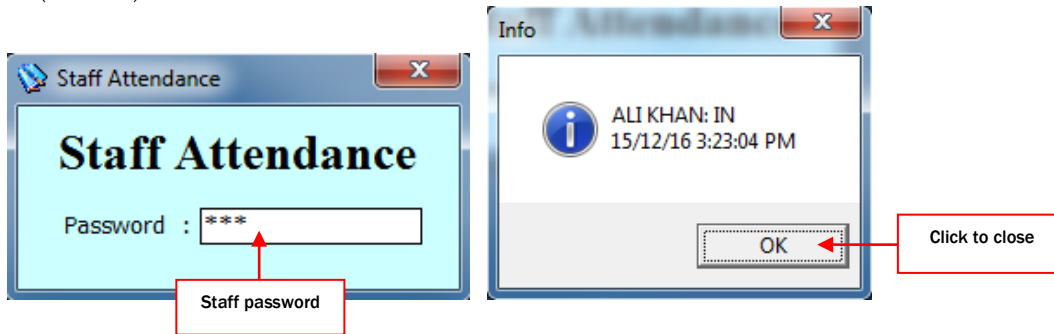 Info
Staff Attendance
Staff Attendance
Password : ***
Staff password
ALI KHAN: IN
15/12/16 3:23:04 PM
OK
Click to close